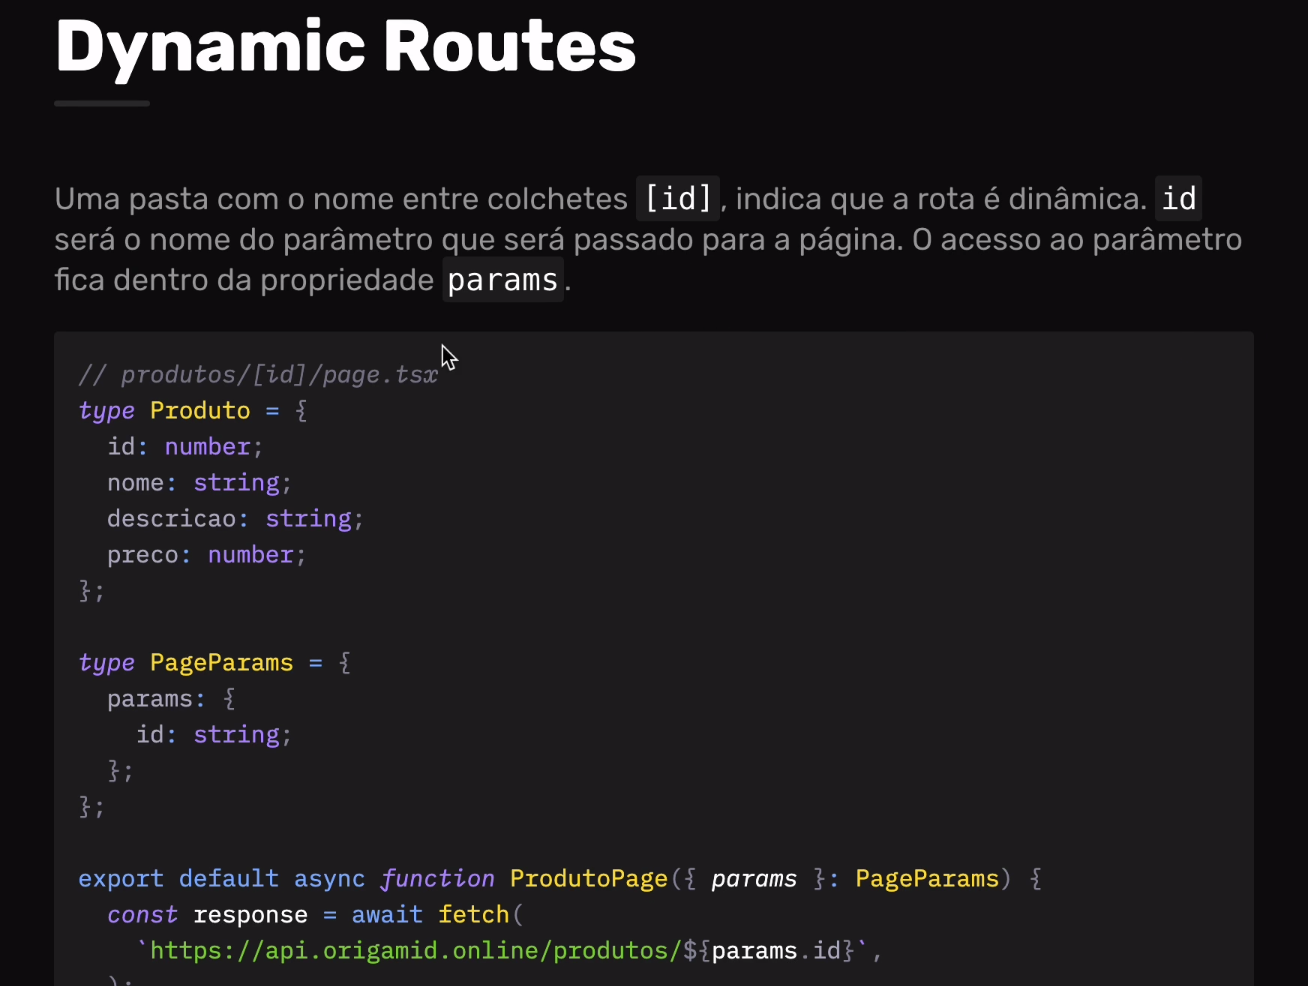 Dynamic Routes
Uma pasta com o nome entre colchetes [id], indica que a rota é dinâmica. id
será o nome do parâmetro que será passado para a página. O acesso ao parâmetro
fica dentro da propriedade params.
// produtos/[id]/page.tsx
type Produto = {
  id: number;
  nome: string;
  descricao: string;
  preco: number;
};
type PageParams = {
  params: {
    id: string;
  };
};
export default async function ProdutoPage({ params }: PageParams) {
  const response = await fetch(
    `https://api.origamid.online/produtos/${params.id}`,
  );